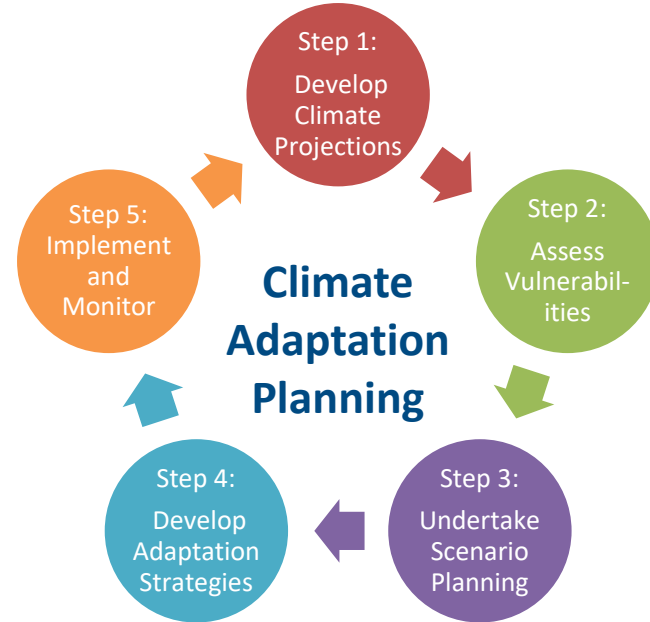 Step 1:
Develop
Climate
Projections
Step 2:
Assess
Vulnerabil-
ities
Step 3:
Undertake
Scenario
Planning
Step 4:
Develop
Adaptation
Strategies
Step 5:
Implement
and
Monitor
Climate
Adaptation
Planning